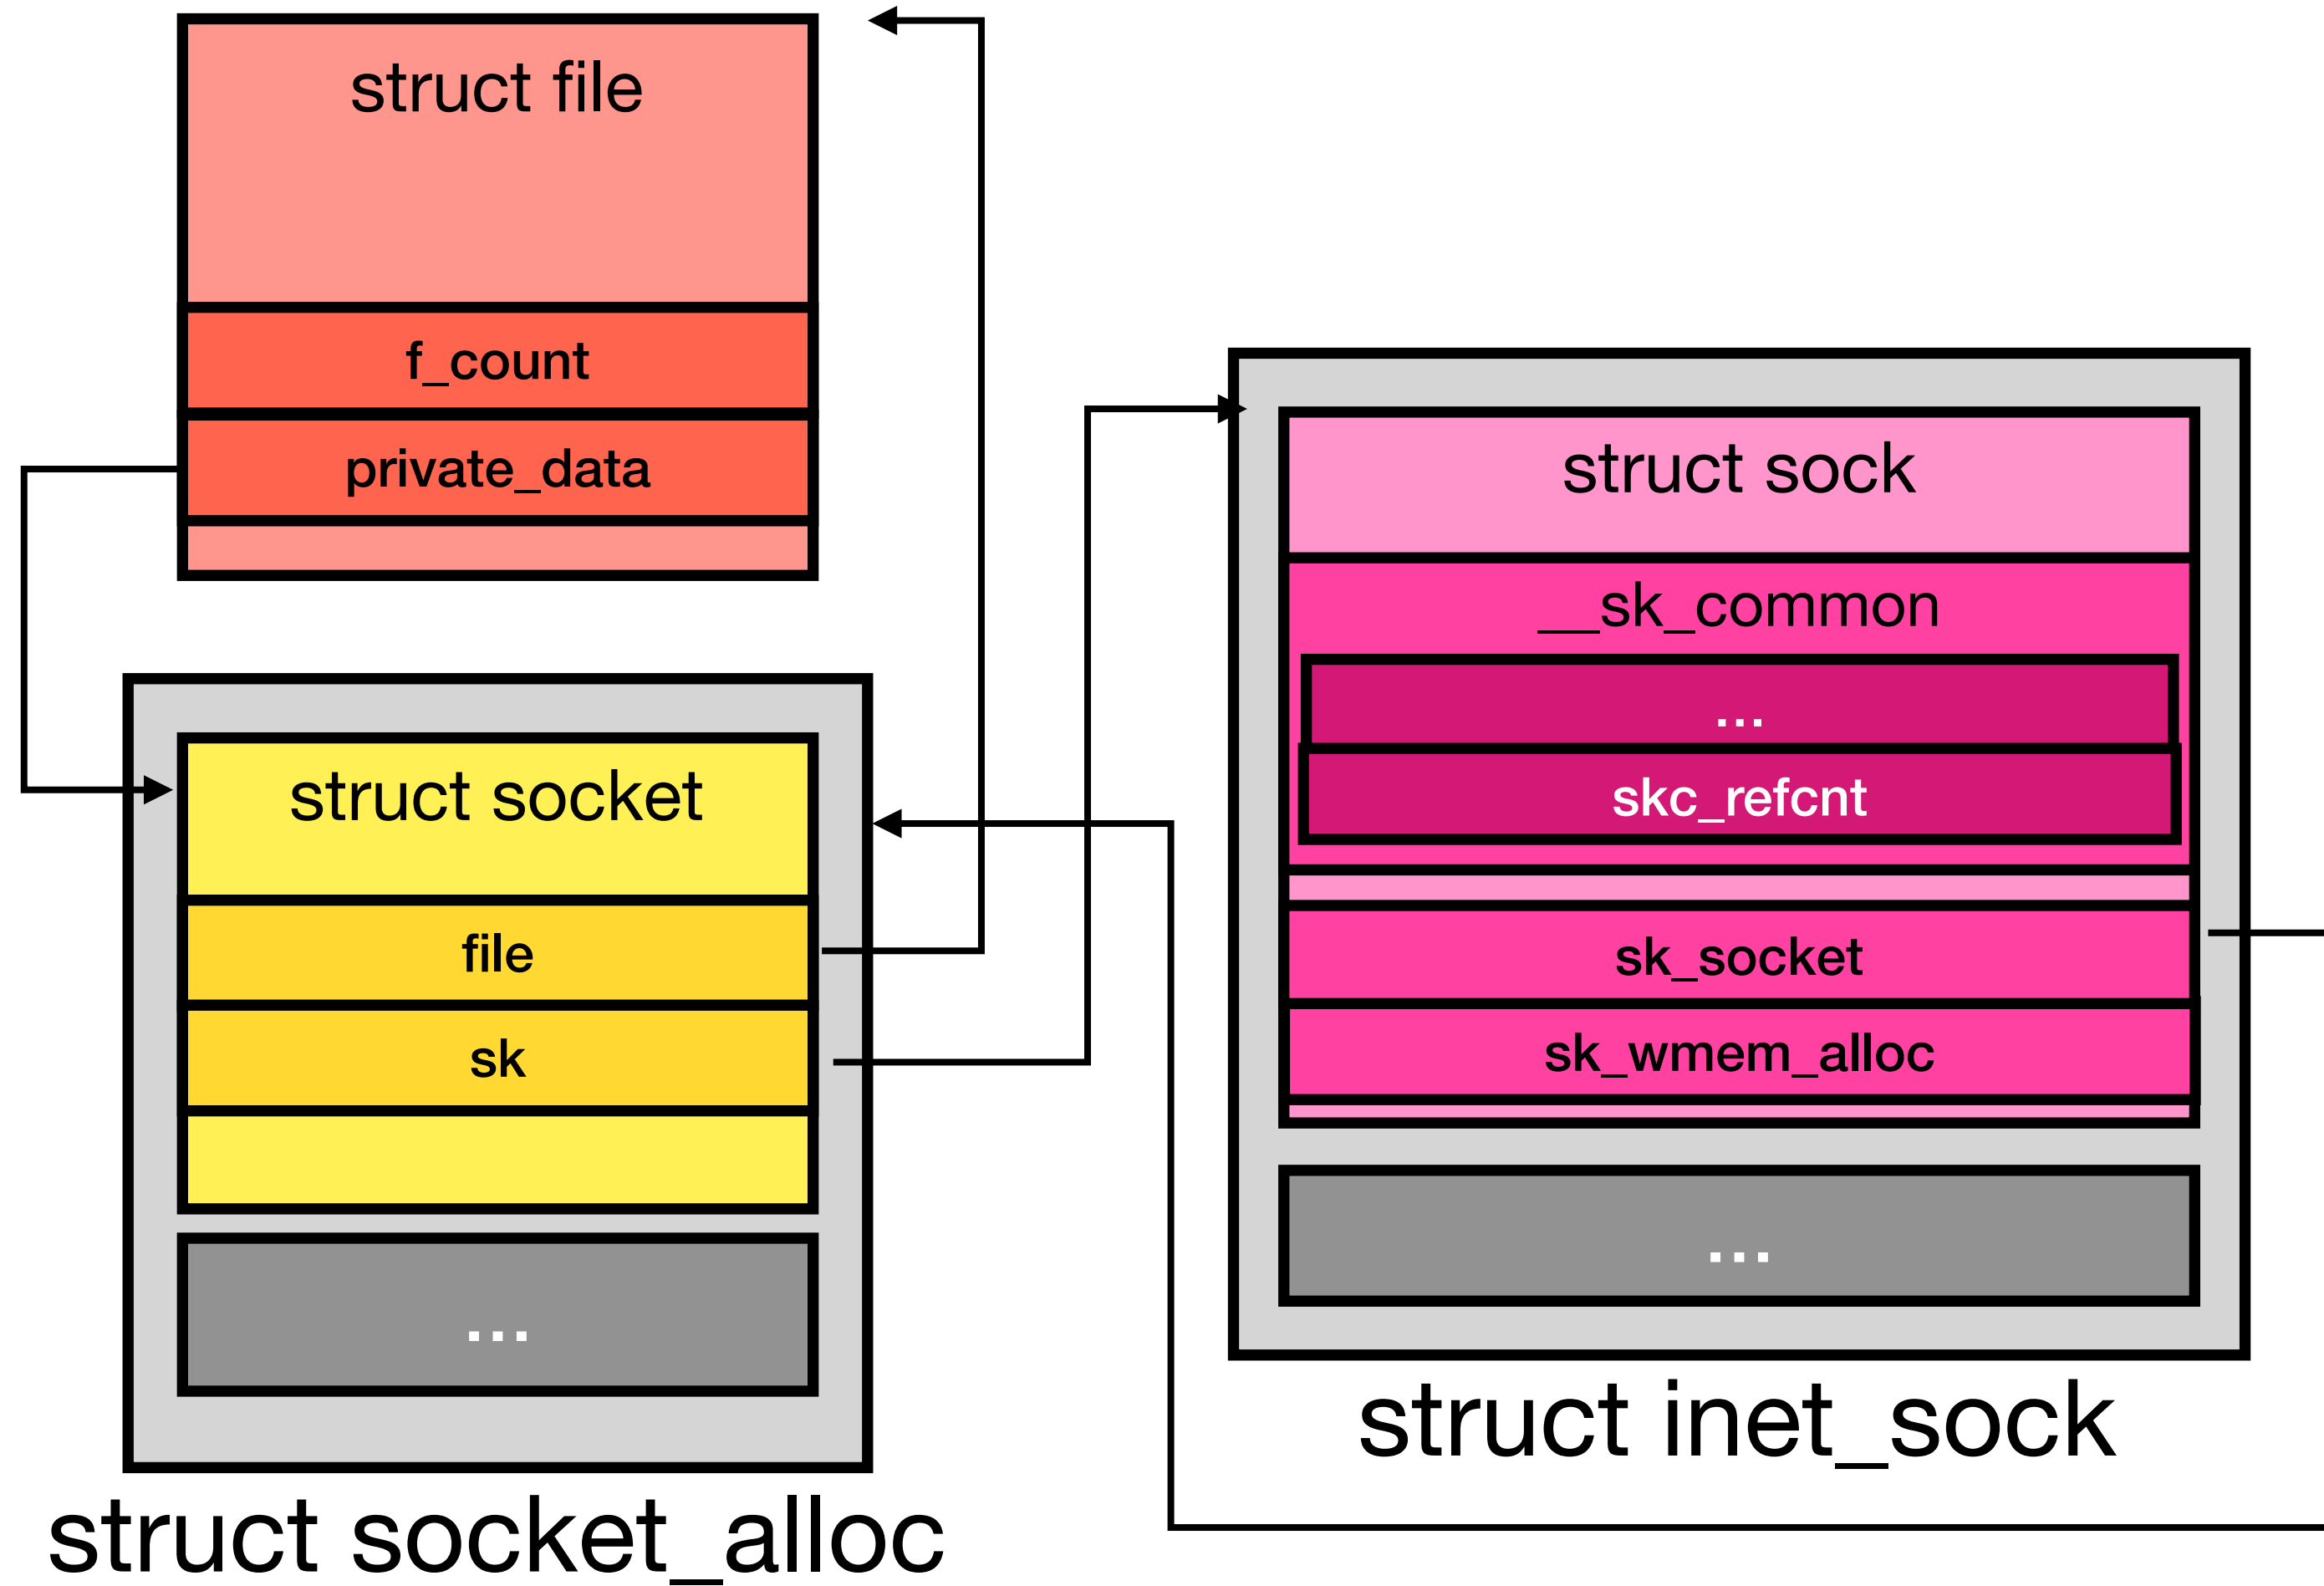 struct file
f_count
private_data
struct socket
file
sk
...
struct socket_alloc
struct sock
__sk_common
...
skc_refcnt
sk_socket
sk_wmem_alloc
...
struct inet_sock